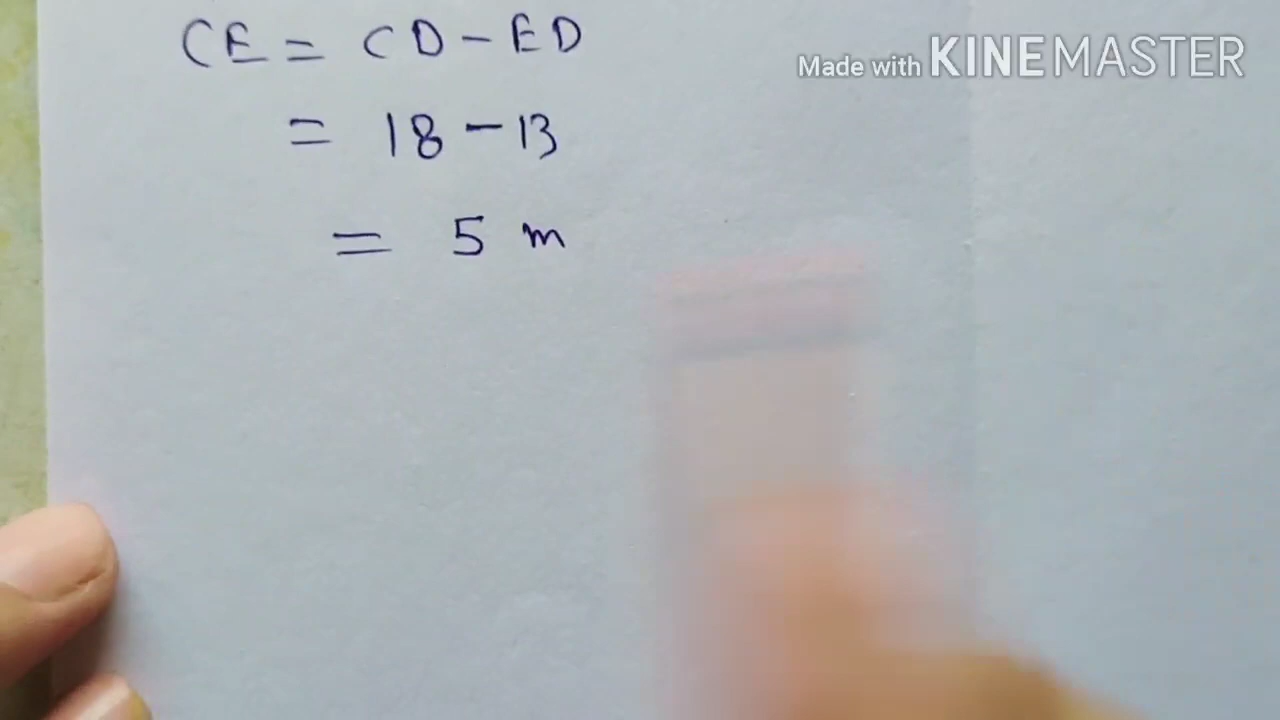 CE = CD - ED
Made with KINEMASTER
= 18 - 13
= 5 m